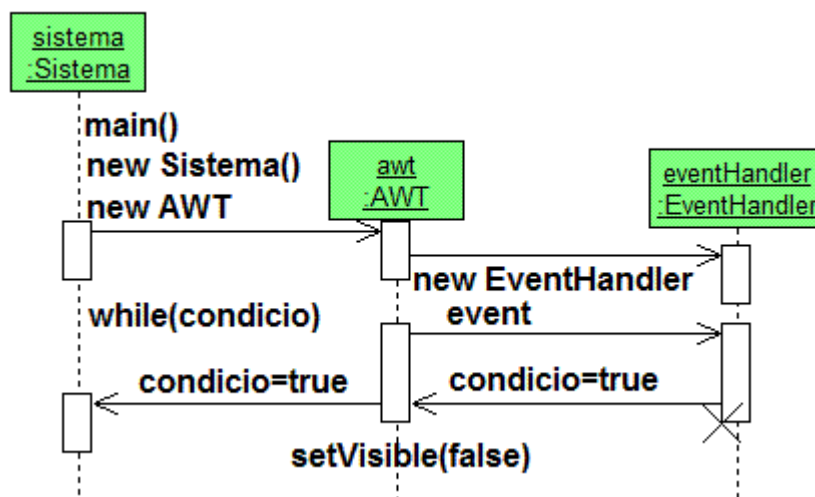 sistema
:Sistema
main()
new Sistema()
new AWT
awt
:AWT
eventHandler
:EventHandler
new EventHandler
while(condicio)
event
condicio=true
condicio=true
setVisible(false)